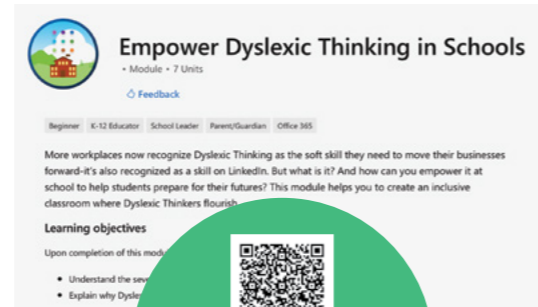 Empower Dyslexic Thinking in Schools
• Module • 7 Units
Feedback
Beginner K-12 Educator School Leader Parent/Guardian Office 365
More workplaces now recognize Dyslexic Thinking as the soft skill they need to move their businesses
forward-it's also recognized as a skill on LinkedIn. But what is it? And how can you empower it at
school to help students prepare for their futures? This module helps you to create an inclusive
classroom where Dyslexic Thinkers flourish.
Learning objectives
Upon completion of this
• Understand the
• Explain why